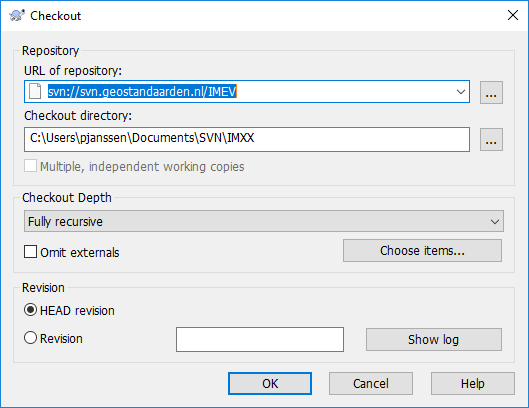 Checkout
Repository
URL of repository:
svn://svn.geostandaarden.nl/IMEV
...
Checkout directory:
C:\Users\pjanssen\Documents\SVN\IMXX
...
Multiple, independent working copies
Checkout Depth
Fully recursive
Omit externals
Choose items...
Revision
HEAD revision
Revision
Show log
OK
Cancel
Help